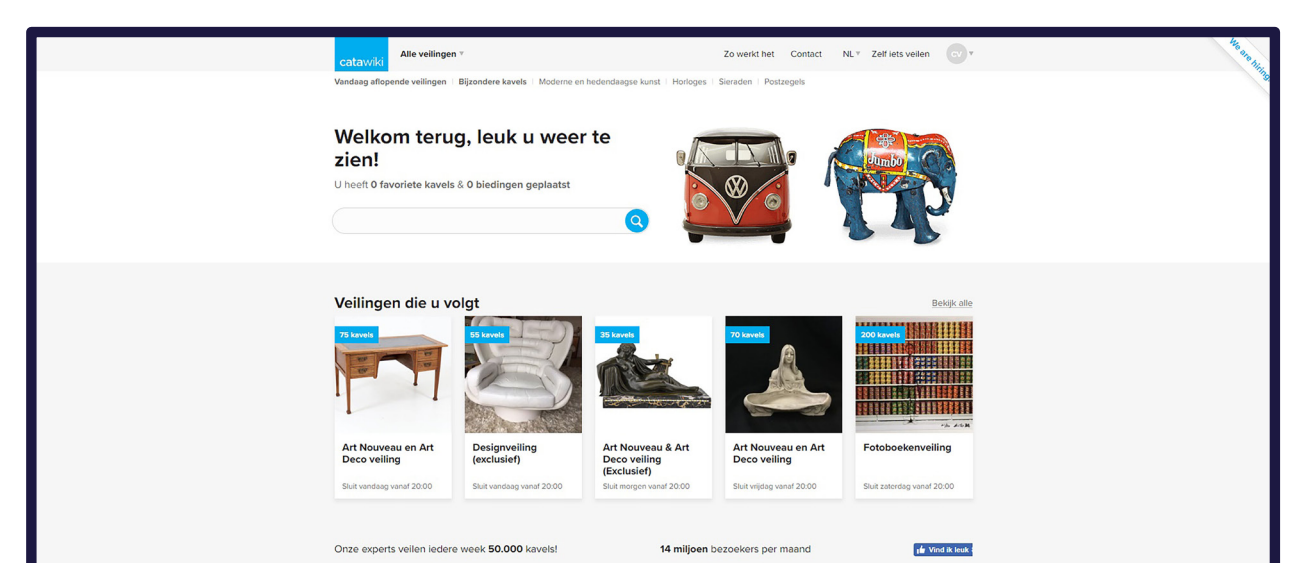 We are hiring
catawiki
Alle veilingen
Zo werkt het
Contact
NL
Zelf iets veilen
CV
Vandaag aflopende veilingen
Bijzondere kavels
Moderne en hedendaagse kunst
Horloges
Sieraden
Postzegels
Welkom terug, leuk u weer te
zien!
U heeft 0 favoriete kavels & 0 biedingen geplaatst
Jumbo
Veilingen die u volgt
Bekijk alle
75 kavels
Art Nouveau en Art
Deco veiling
Sluit vandaag vanaf 20:00
55 kavels
Designveiling
(exclusief)
Sluit vandaag vanaf 20:00
35 kavels
Art Nouveau & Art
Deco veiling
(Exclusief)
Sluit morgen vanaf 20:00
70 kavels
Art Nouveau en Art
Deco veiling
Sluit vrijdag vanaf 20:00
200 kavels
Fotoboekenveiling
Sluit zaterdag vanaf 20:00
Onze experts veilen iedere week 50.000 kavels!
14 miljoen bezoekers per maand
Vind ik leuk